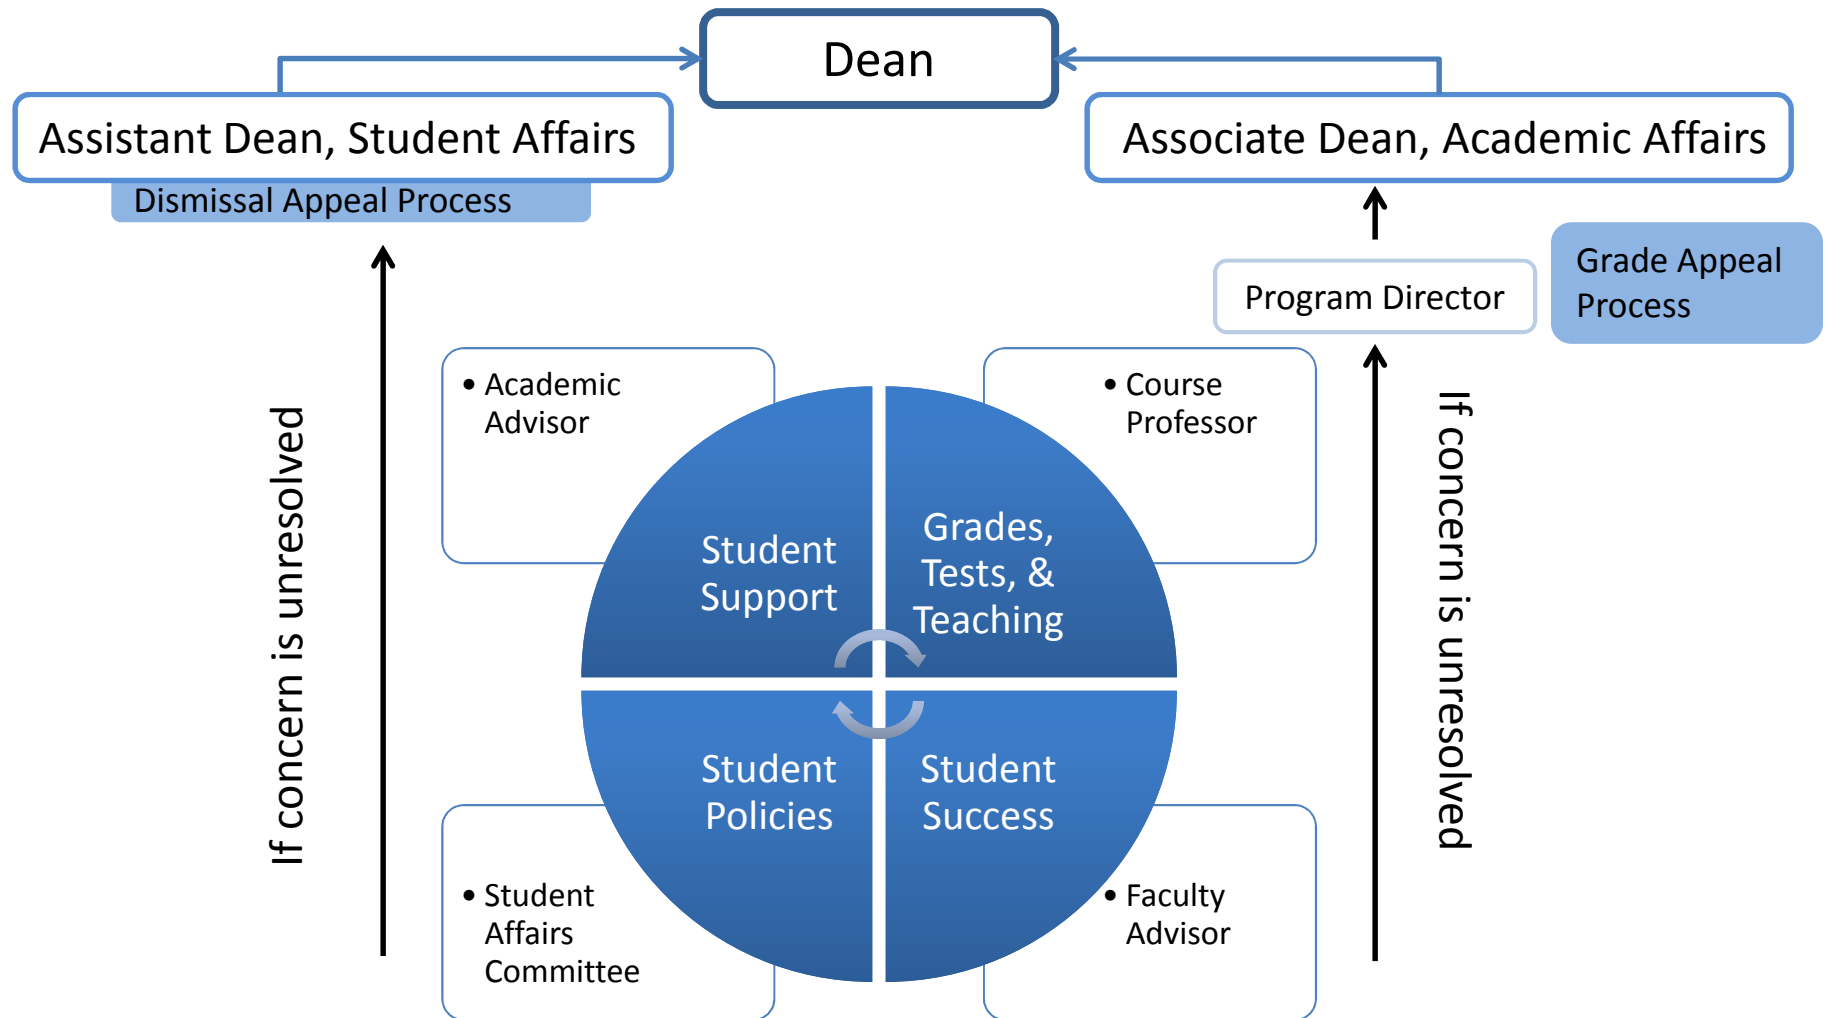 Dean
Assistant Dean, Student Affairs
Associate Dean, Academic Affairs
Dismissal Appeal Process
Grade Appeal
Process
Program Director
If concern is unresolved
• Academic
Advisor
• Course
Professor
If concern is unresolved
Student
Support
Grades,
Tests, &
Teaching
Student
Policies
Student
Success
• Student
Affairs
Committee
• Faculty
Advisor